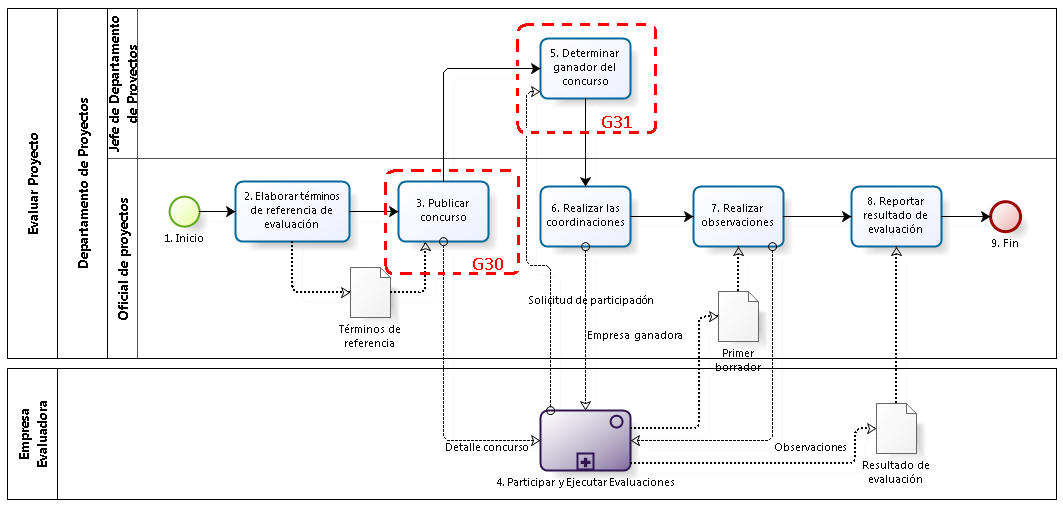 Evaluar Proyecto
Departamento de Proyectos
Jefe de Departamento
de Proyectos
5. Determinar
ganador del
concurso
G31
Oficial de proyectos
1. Inicio
2. Elaborar términos
de referencia de
evaluación
3. Publicar
concurso
G30
6. Realizar las
coordinaciones
7. Realizar
observaciones
8. Reportar
resultado de
evaluación
9. Fin
Términos de
referencia
Solicitud de participación
Empresa ganadora
Primer
borrador
Empresa
Evaluadora
Detalle concurso
4. Participar y Ejecutar Evaluaciones
Observaciones
Resultado de
evaluación